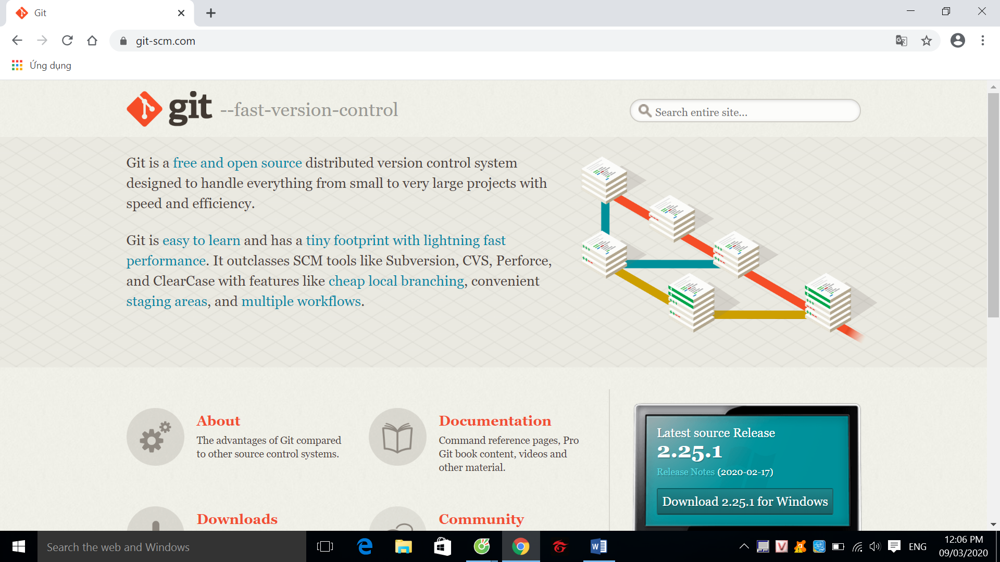 Git
git-scm.com
Ứng dụng
git --fast-version-control
Search entire site...
Git is a free and open source distributed version control system
designed to handle everything from small to very large projects with
speed and efficiency.
Git is easy to learn and has a tiny footprint with lightning fast
performance. It outclasses SCM tools like Subversion, CVS, Perforce,
and ClearCase with features like cheap local branching, convenient
staging areas, and multiple workflows.
About
The advantages of Git compared
to other source control systems.
Documentation
Command reference pages, Pro
Git book content, videos and
other material.
Downloads
Community
Latest source Release
2.25.1
Release Notes (2020-02-17)
Download 2.25.1 for Windows
Search the web and Windows
ENG
12:06 PM
09/03/2020